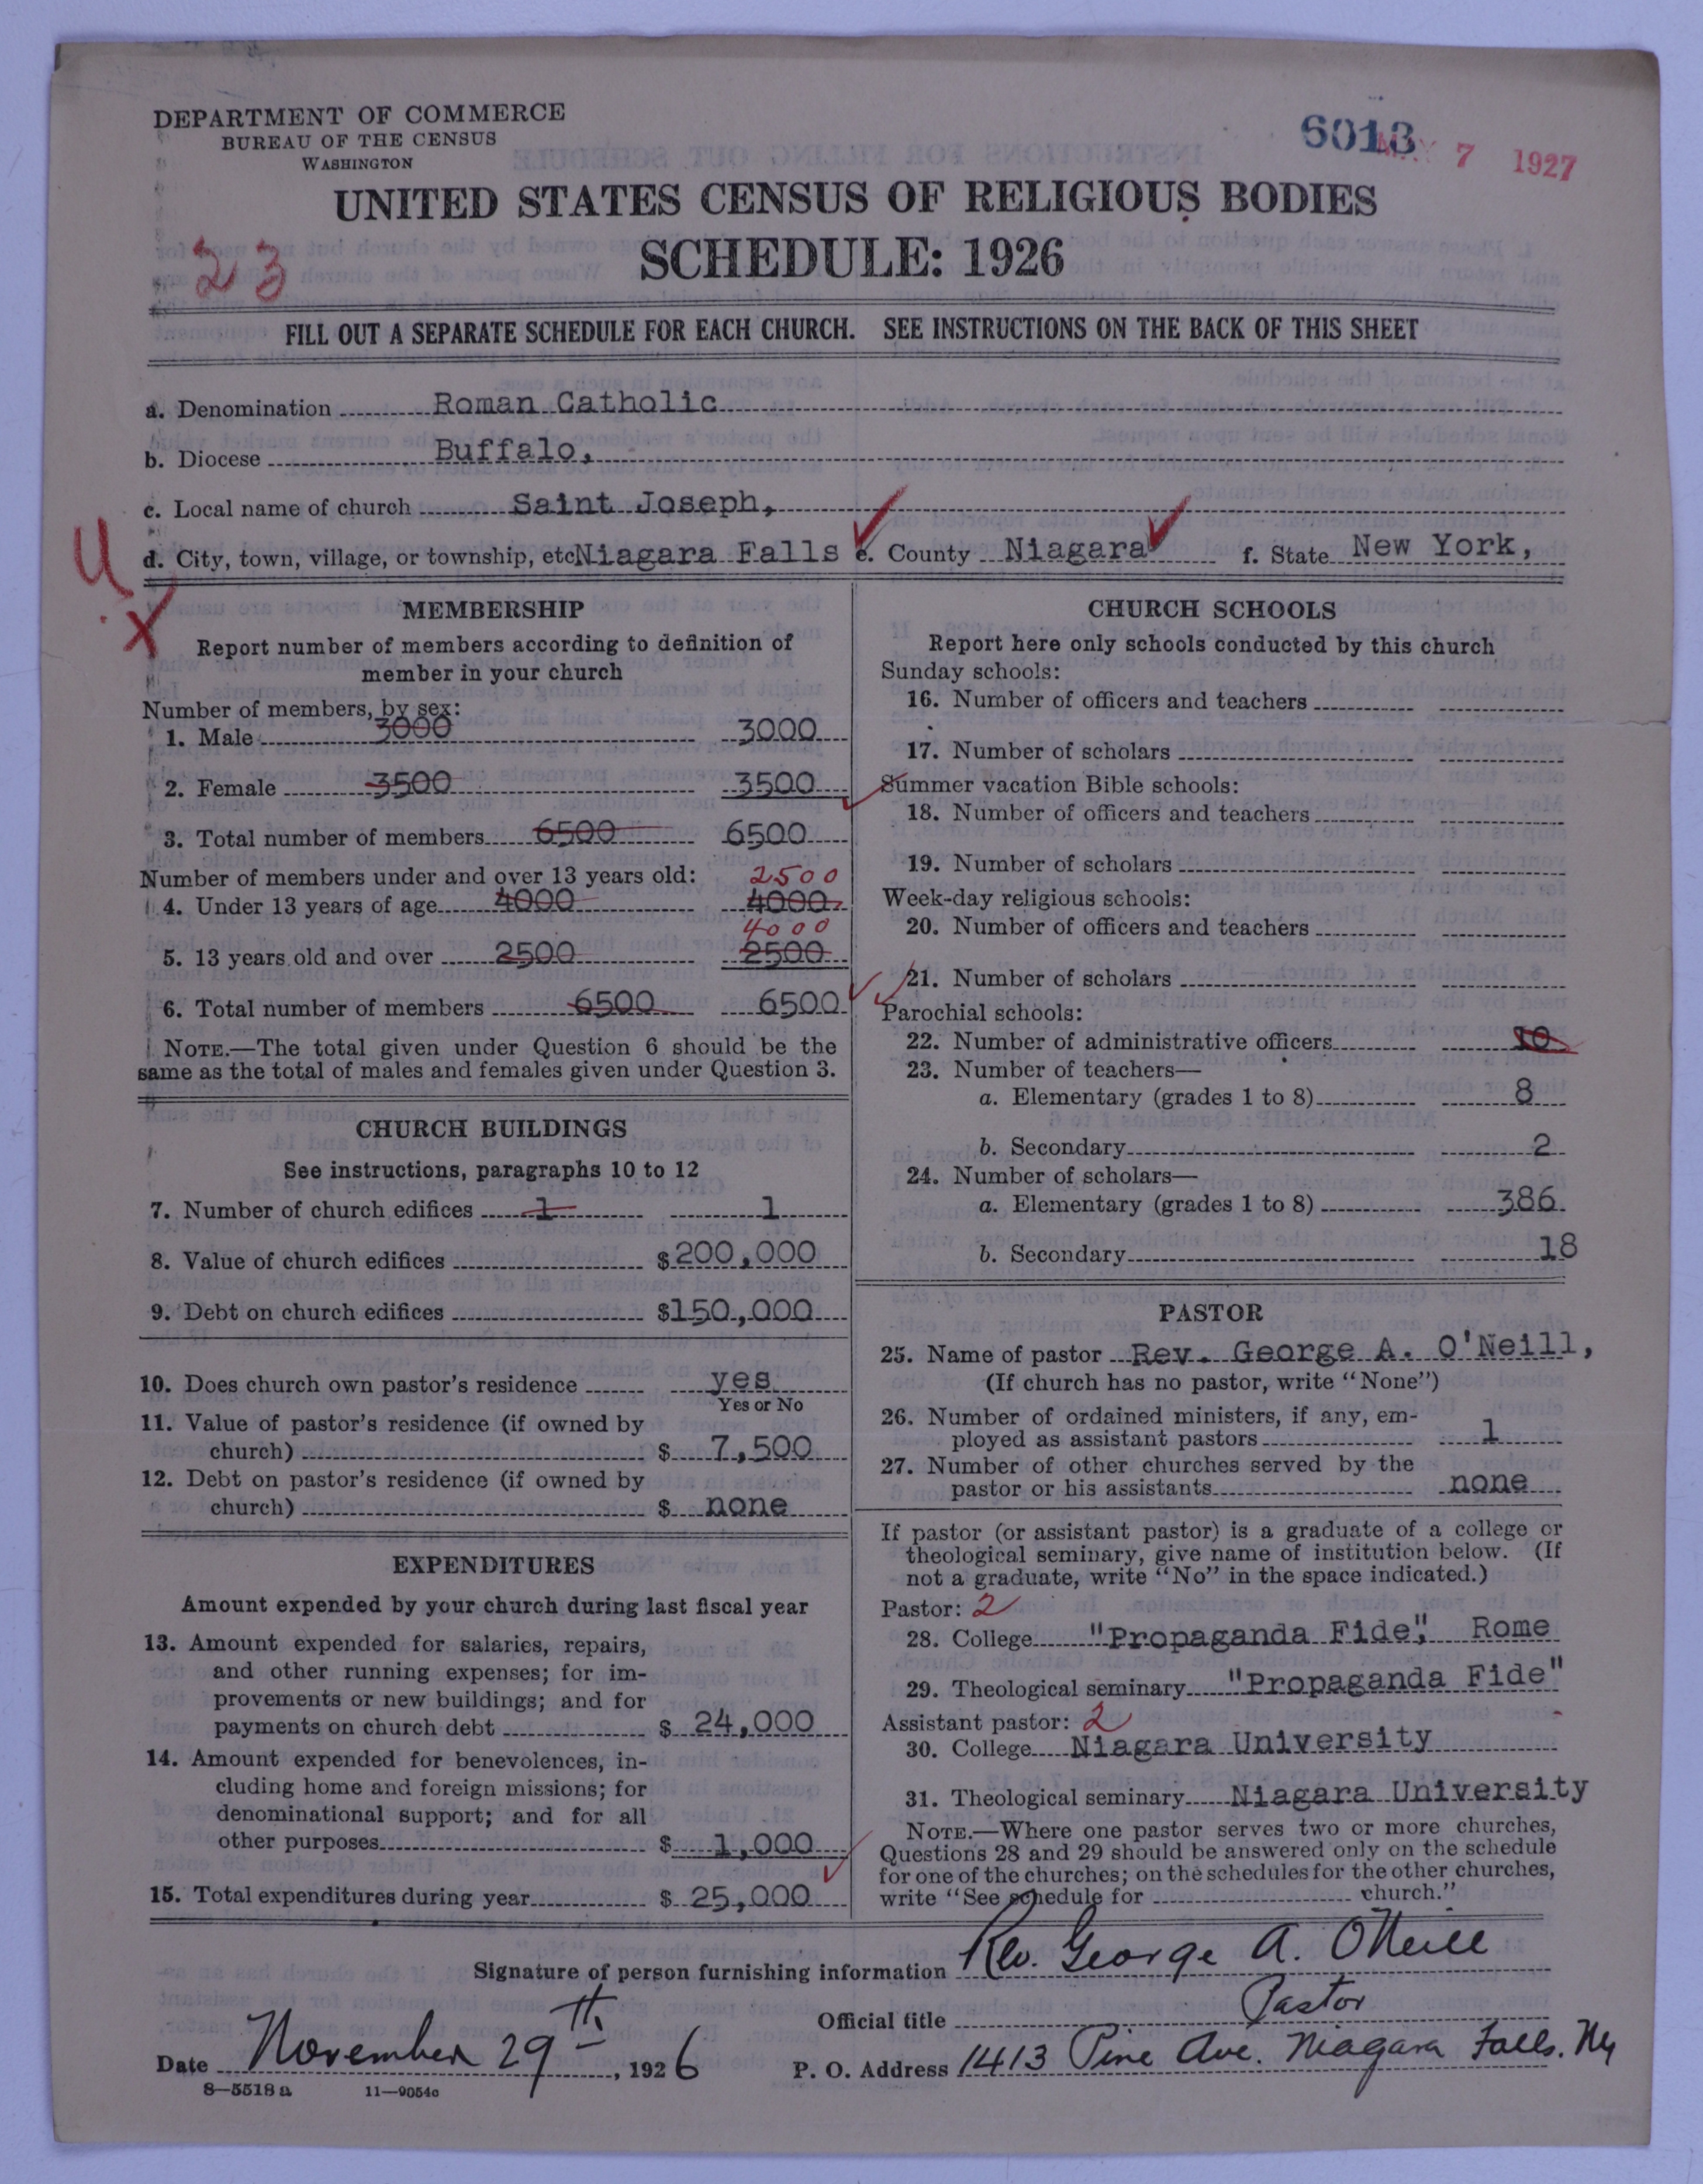 DEPARTMENT OF COMMERCE
BUREAU OF THE CENSUS
WASHINGTON
6013
7 1927
UNITED STATES CENSUS OF RELIGIOUS BODIES
SCHEDULE: 1926
23
FILL OUT A SEPARATE SCHEDULE FOR EACH CHURCH. SEE INSTRUCTIONS ON THE BACK OF THIS SHEET
a. Denomination Roman Catholic
b. Diocese Buffalo,
c. Local name of church Saint Joseph,
d. City, town, village, or township, etc Niagara Falls e. County Niagara f. State New York,
MEMBERSHIP
Report number of members according to definition of
member in your church
Number of members, by sex:
1. Male 3000 3000
2. Female 3500 3500
3. Total number of members 6500 6500
Number of members under and over 13 years old: 2500
4. Under 13 years of age 4000 4000
4000
5. 13 years old and over 2500 2500
6. Total number of members 6500 6500
NOTE.—The total given under Question 6 should be the
same as the total of males and females given under Question 3.
CHURCH BUILDINGS
See instructions, paragraphs 10 to 12
7. Number of church edifices 1 1
8. Value of church edifices $200,000
9. Debt on church edifices $150,000
10. Does church own pastor's residence yes
Yes or No
11. Value of pastor's residence (if owned by
church) $ 7,500
12. Debt on pastor's residence (if owned by
church) $ none
EXPENDITURES
Amount expended by your church during last fiscal year
13. Amount expended for salaries, repairs,
and other running expenses; for im-
provements or new buildings; and for
payments on church debt $ 24,000
14. Amount expended for benevolences, in-
cluding home and foreign missions; for
denominational support; and for all
other purposes $ 1,000
15. Total expenditures during year $ 25,000
CHURCH SCHOOLS
Report here only schools conducted by this church
Sunday schools:
16. Number of officers and teachers
17. Number of scholars
Summer vacation Bible schools:
18. Number of officers and teachers
19. Number of scholars
Week-day religious schools:
20. Number of officers and teachers
21. Number of scholars
Parochial schools:
22. Number of administrative officers 10
23. Number of teachers—
a. Elementary (grades 1 to 8) 8
b. Secondary 2
24. Number of scholars—
a. Elementary (grades 1 to 8) 386
b. Secondary 18
PASTOR
25. Name of pastor Rev. George A. O'Neill,
(If church has no pastor, write "None")
26. Number of ordained ministers, if any, em-
ployed as assistant pastors 1
27. Number of other churches served by the
pastor or his assistants none
If pastor (or assistant pastor) is a graduate of a college or
theological seminary, give name of institution below. (If
not a graduate, write "No" in the space indicated.)
Pastor: 2
28. College "Propaganda Fide", Rome
29. Theological seminary "Propaganda Fide"
Assistant pastor: 2
30. College Niagara University
31. Theological seminary Niagara University
NOTE.—Where one pastor serves two or more churches,
Questions 28 and 29 should be answered only on the schedule
for one of the churches; on the schedules for the other churches,
write "See schedule for church."
Signature of person furnishing information Rev. George A. O'Neill
Official title Pastor
Date November 29th, 1926 P. O. Address 1413 Pine Ave. Niagara Falls. Ny
8—5518a 11—9054c